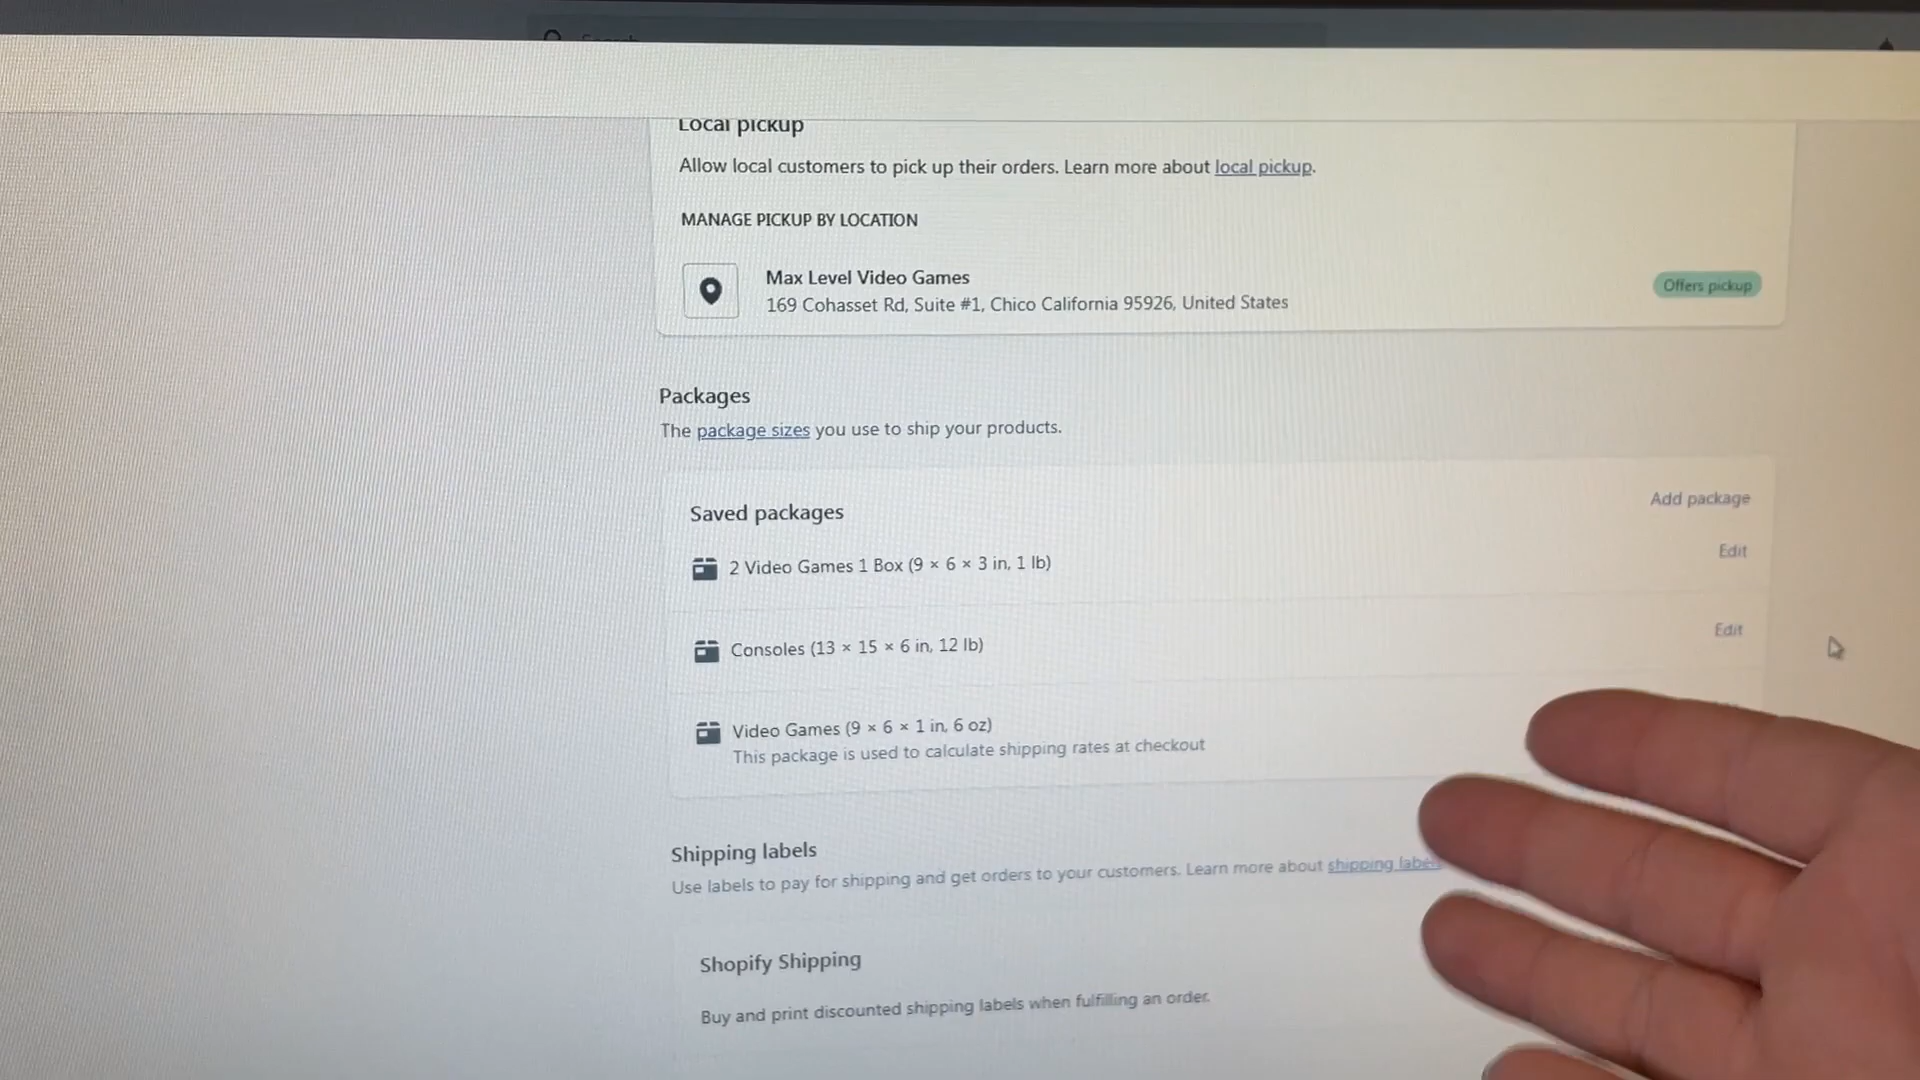 Local pickup
Allow local customers to pick up their orders. Learn more about local pickup.
MANAGE PICKUP BY LOCATION
Max Level Video Games
169 Cohasset Rd, Suite #1, Chico California 95926, United States
Offers pickup
Packages
The package sizes you use to ship your products.
Saved packages
Add package
2 Video Games 1 Box (9 × 6 × 3 in, 1 lb)
Edit
Consoles (13 × 15 × 6 in, 12 lb)
Edit
Video Games (9 × 6 × 1 in, 6 oz)
This package is used to calculate shipping rates at checkout
Shipping labels
Use labels to pay for shipping and get orders to your customers. Learn more about shipping labels
Shopify Shipping
Buy and print discounted shipping labels when fulfilling an order.